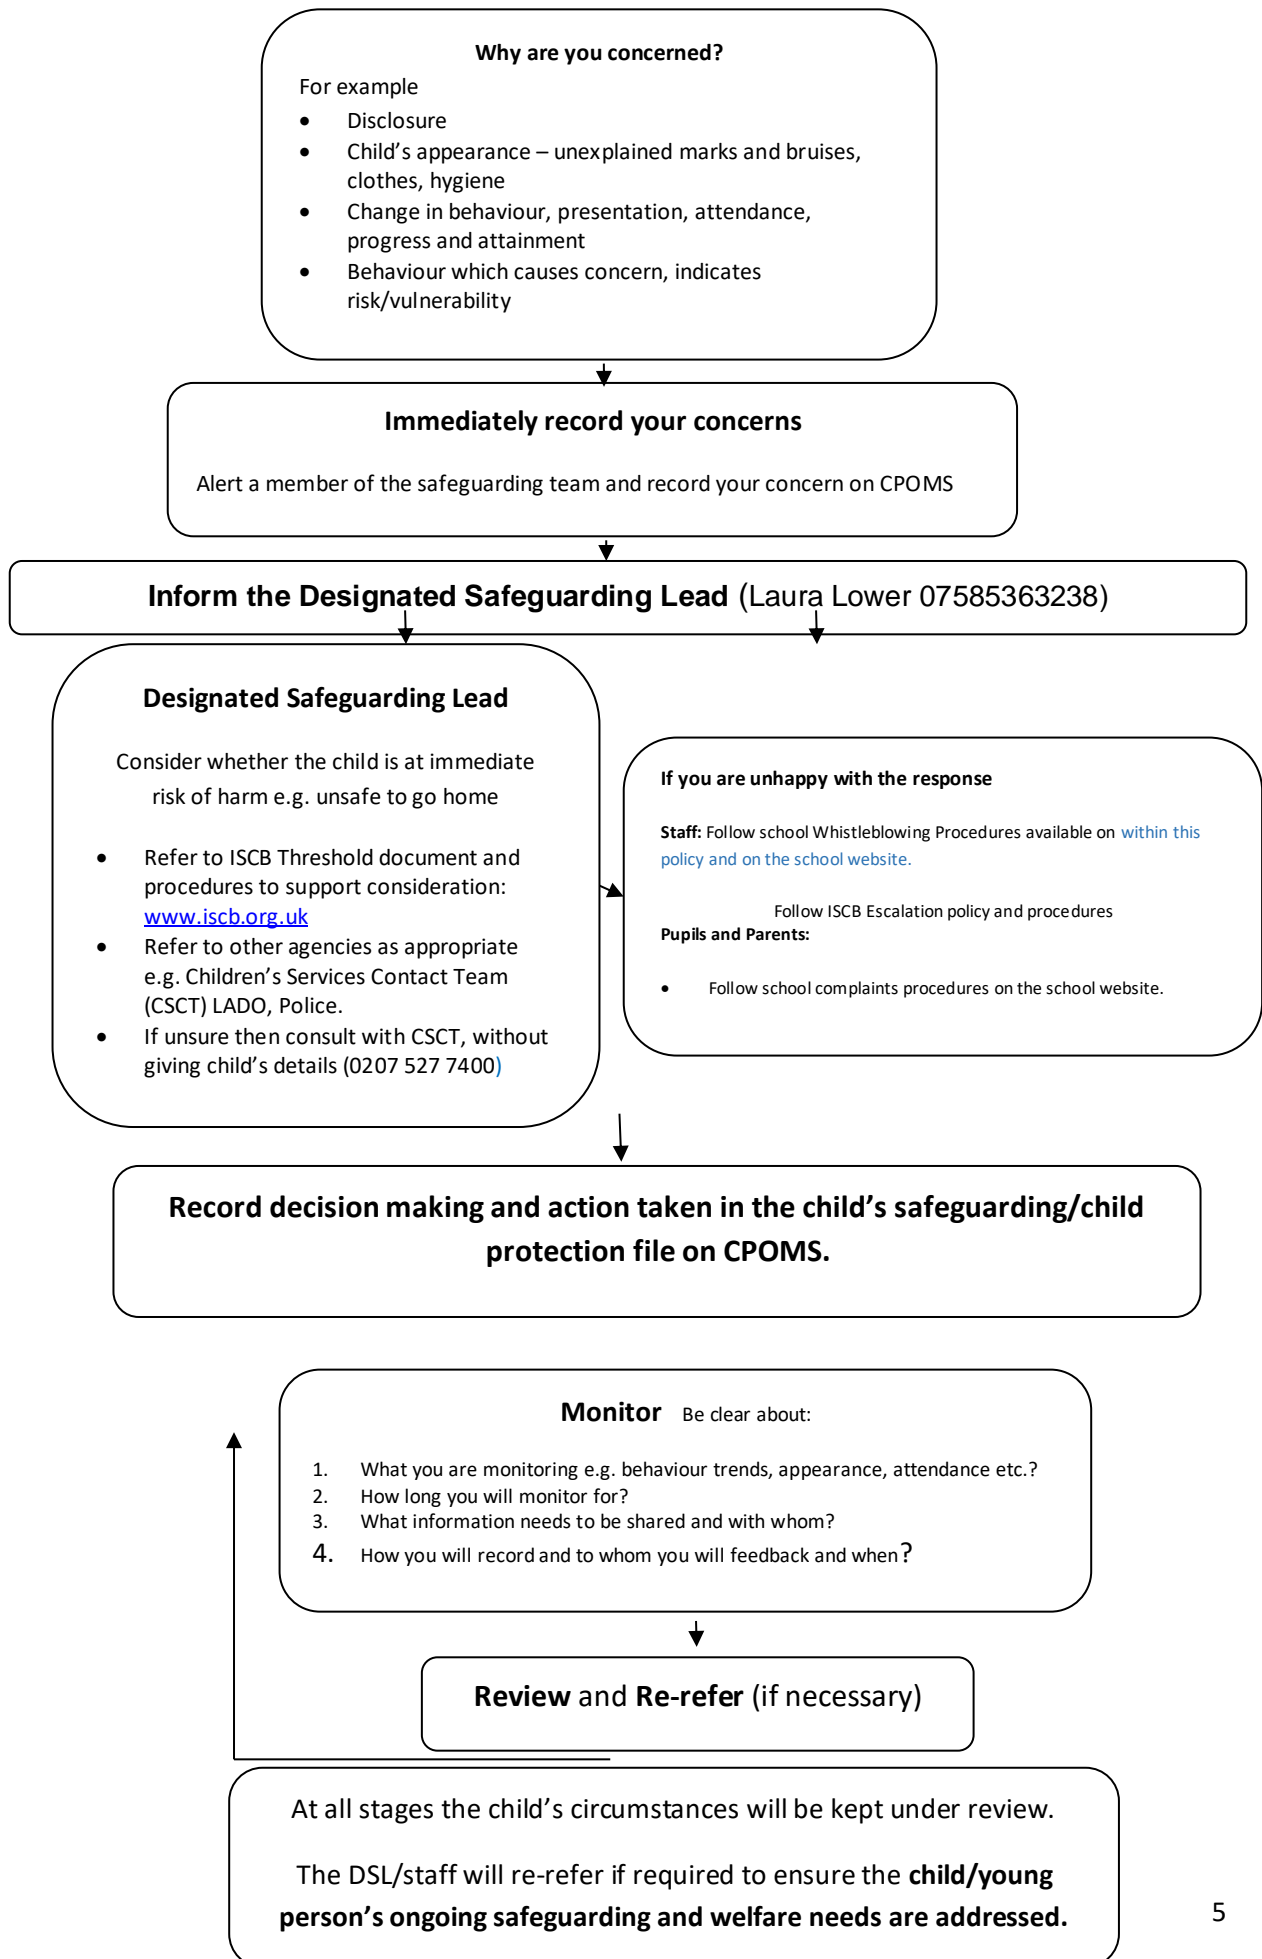 Why are you concerned?
For example
• Disclosure
• Child's appearance – unexplained marks and bruises,
clothes, hygiene
• Change in behaviour, presentation, attendance,
progress and attainment
• Behaviour which causes concern, indicates
risk/vulnerability
Immediately record your concerns
Alert a member of the safeguarding team and record your concern on CPOMS
Inform the Designated Safeguarding Lead (Laura Lower 07585363238)
Designated Safeguarding Lead
Consider whether the child is at immediate
risk of harm e.g. unsafe to go home
• Refer to ISCB Threshold document and
procedures to support consideration:
www.iscb.org.uk
• Refer to other agencies as appropriate
e.g. Children's Services Contact Team
(CSCT) LADO, Police.
• If unsure then consult with CSCT, without
giving child's details (0207 527 7400)
If you are unhappy with the response
Staff: Follow school Whistleblowing Procedures available on within this
policy and on the school website.
Follow ISCB Escalation policy and procedures
Pupils and Parents:
• Follow school complaints procedures on the school website.
Record decision making and action taken in the child's safeguarding/child
protection file on CPOMS.
Monitor Be clear about:
1. What you are monitoring e.g. behaviour trends, appearance, attendance etc.?
2. How long you will monitor for?
3. What information needs to be shared and with whom?
4. How you will record and to whom you will feedback and when?
Review and Re-refer (if necessary)
At all stages the child's circumstances will be kept under review.
The DSL/staff will re-refer if required to ensure the child/young
person's ongoing safeguarding and welfare needs are addressed.
5